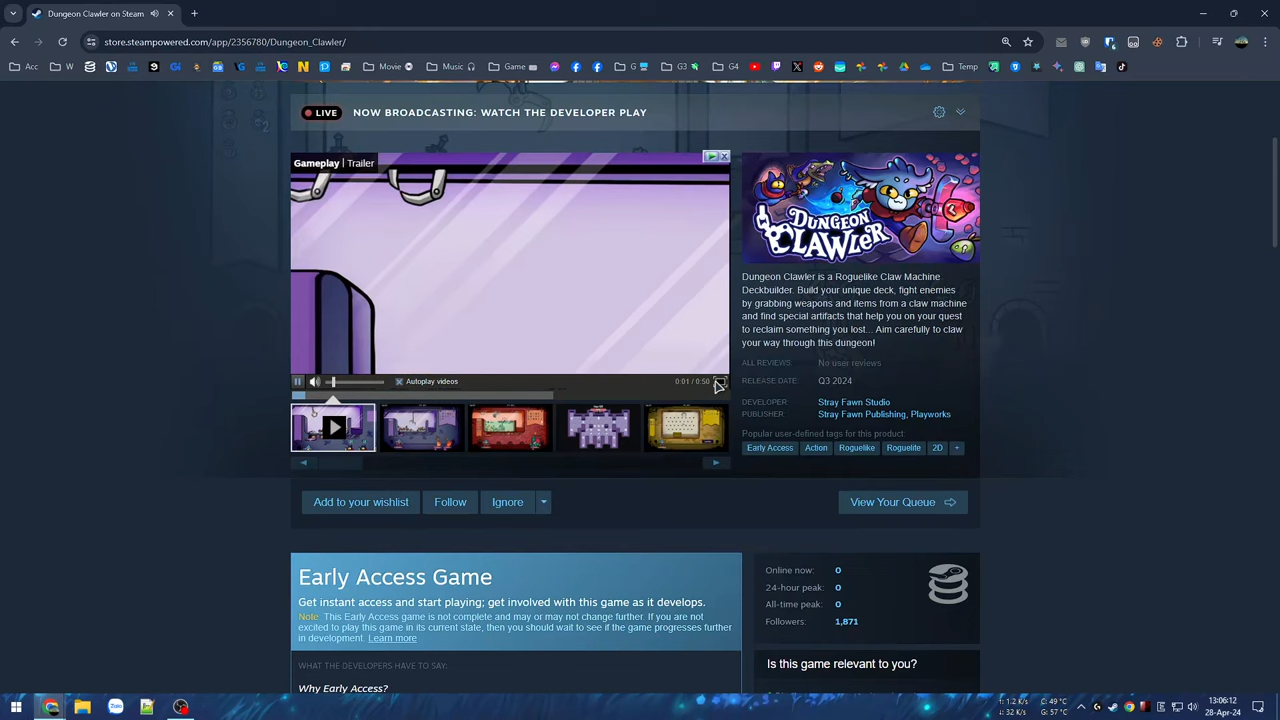 Dungeon Clawler on Steam
store.steampowered.com/app/2356780/Dungeon_Clawler/
Acc
W
Movie
Music
Game
G
G3
G4
Temp
LIVE
NOW BROADCASTING: WATCH THE DEVELOPER PLAY
Gameplay | Trailer
Autoplay videos
0:01 / 0:50
DUNGEON
CLAWLER
Dungeon Clawler is a Roguelike Claw Machine
Deckbuilder. Build your unique deck, fight enemies
by grabbing weapons and items from a claw machine
and find special artifacts that help you on your quest
to reclaim something you lost... Aim carefully to claw
your way through this dungeon!
ALL REVIEWS: No user reviews
RELEASE DATE: Q3 2024
DEVELOPER: Stray Fawn Studio
PUBLISHER: Stray Fawn Publishing, Playworks
Popular user-defined tags for this product:
Early Access Action Roguelike Roguelite 2D +
Add to your wishlist
Follow
Ignore
View Your Queue
Early Access Game
Get instant access and start playing; get involved with this game as it develops.
Note: This Early Access game is not complete and may or may not change further. If you are not
excited to play this game in its current state, then you should wait to see if the game progresses further
in development. Learn more
WHAT THE DEVELOPERS HAVE TO SAY:
Why Early Access?
Online now: 0
24-hour peak: 0
All-time peak: 0
Followers: 1,871
Is this game relevant to you?
Zalo
↑: 1.2 K/s
↓: 32 K/s
C: 49 °C
G: 57 °C
13:06:12
28-Apr-24